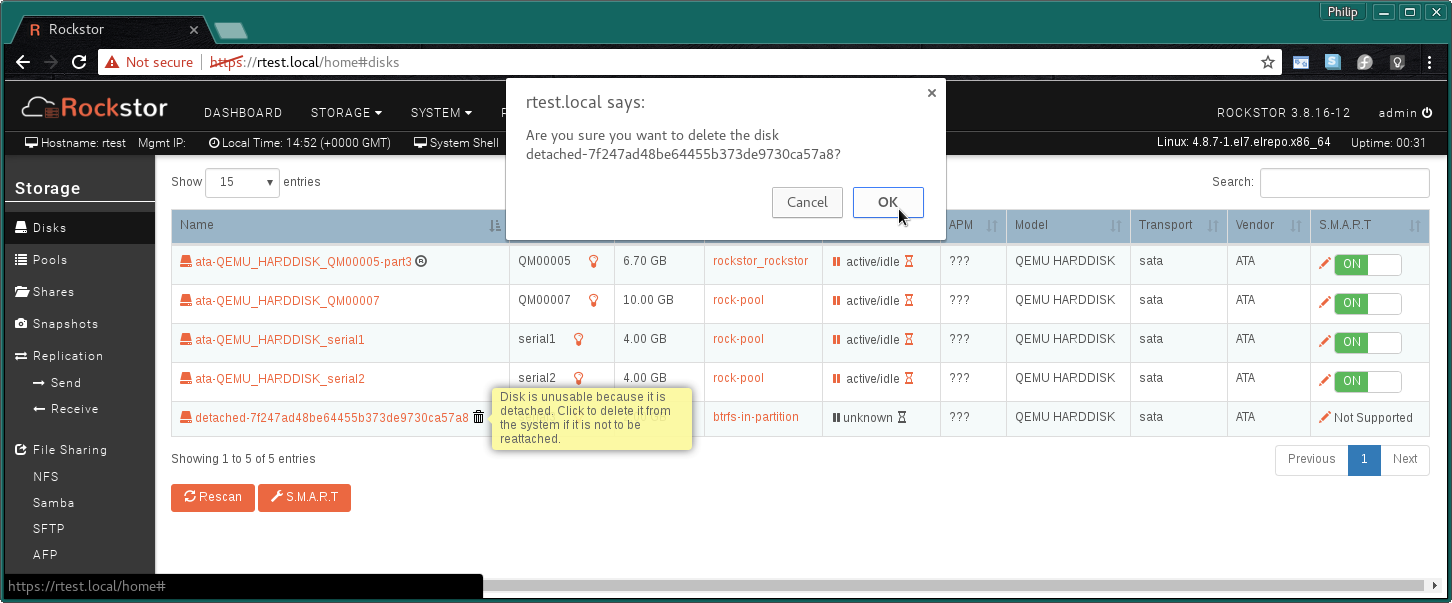 Philip
R Rockstor
Not secure https://rtest.local/home#disks
Rockstor DASHBOARD STORAGE SYSTEM ROCKSTOR 3.8.16-12 admin
Hostname: rtest Mgmt IP: Local Time: 14:52 (+0000 GMT) System Shell Linux: 4.8.7-1.el7.elrepo.x86_64 Uptime: 00:31
rtest.local says:
Are you sure you want to delete the disk
detached-7f247ad48be64455b373de9730ca57a8?
Cancel OK
Storage
Disks
Pools
Shares
Snapshots
Replication
Send
Receive
File Sharing
NFS
Samba
SFTP
AFP
Show 15 entries Search:
Name APM Model Transport Vendor S.M.A.R.T
ata-QEMU_HARDDISK_QM00005-part3 QM00005 6.70 GB rockstor_rockstor active/idle ??? QEMU HARDDISK sata ATA ON
ata-QEMU_HARDDISK_QM00007 QM00007 10.00 GB rock-pool active/idle ??? QEMU HARDDISK sata ATA ON
ata-QEMU_HARDDISK_serial1 serial1 4.00 GB rock-pool active/idle ??? QEMU HARDDISK sata ATA ON
ata-QEMU_HARDDISK_serial2 serial2 4.00 GB rock-pool active/idle ??? QEMU HARDDISK sata ATA ON
detached-7f247ad48be64455b373de9730ca57a8 btrfs-in-partition unknown ??? QEMU HARDDISK sata ATA Not Supported
Disk is unusable because it is
detached. Click to delete it from
the system if it is not to be
reattached.
Showing 1 to 5 of 5 entries Previous 1 Next
Rescan S.M.A.R.T
https://rtest.local/home#